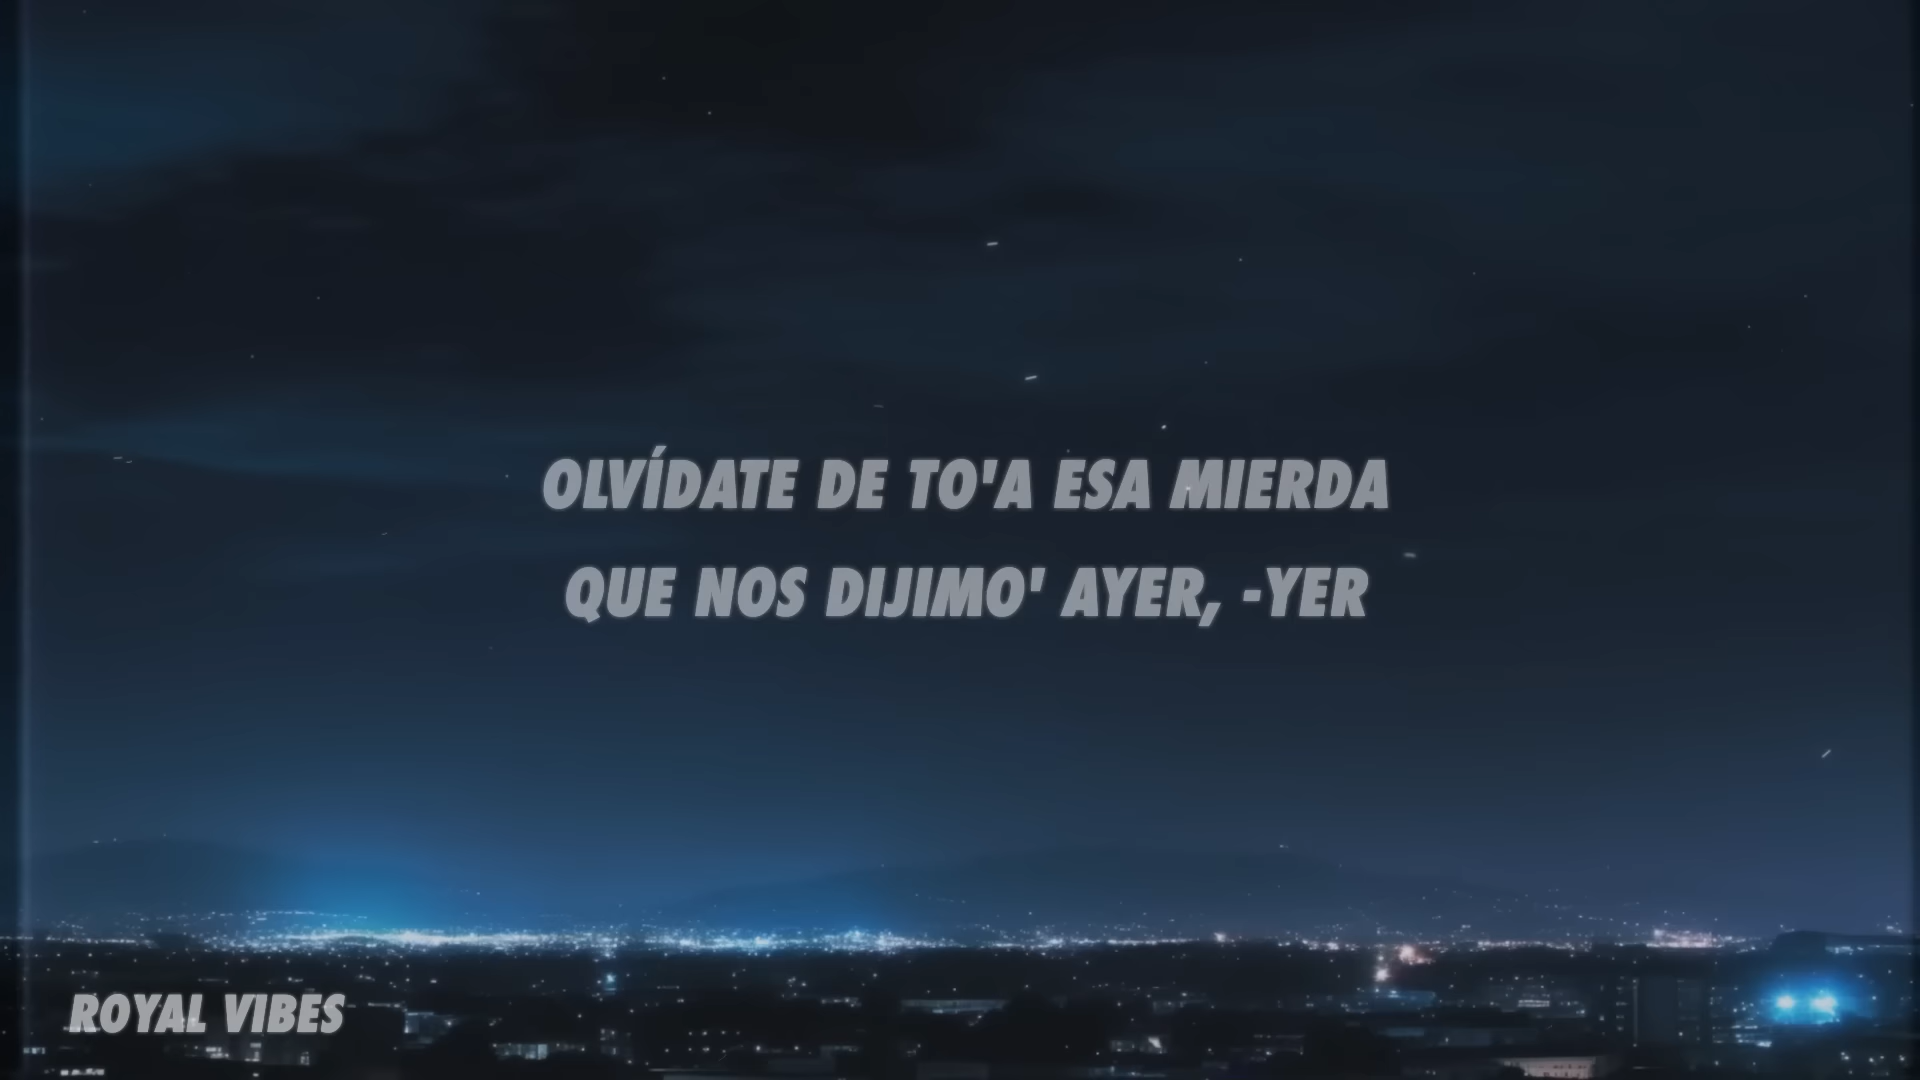 OLVÍDATE DE TO'A ESA MIERDA
QUE NOS DIJIMO' AYER, -YER
ROYAL VIBES